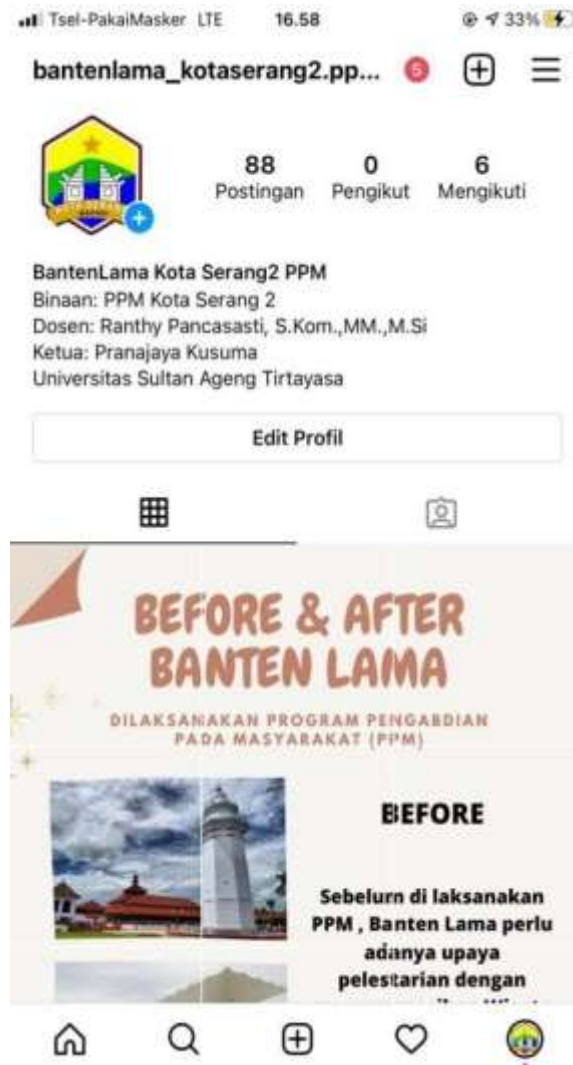 Tsel-PakaiMasker LTE 16.58 33%
bantenlama_kotaserang2.pp... 5
88 0 6
Postingan Pengikut Mengikuti
BantenLama Kota Serang2 PPM
Binaan: PPM Kota Serang 2
Dosen: Ranthy Pancasasti, S.Kom.,MM.,M.Si
Ketua: Pranajaya Kusuma
Universitas Sultan Ageng Tirtayasa
Edit Profil
BEFORE & AFTER
BANTEN LAMA
DILAKSANAKAN PROGRAM PENGABDIAN
PADA MASYARAKAT (PPM)
BEFORE
Sebelum di laksanakan
PPM , Banten Lama perlu
adanya upaya
pelestarian dengan